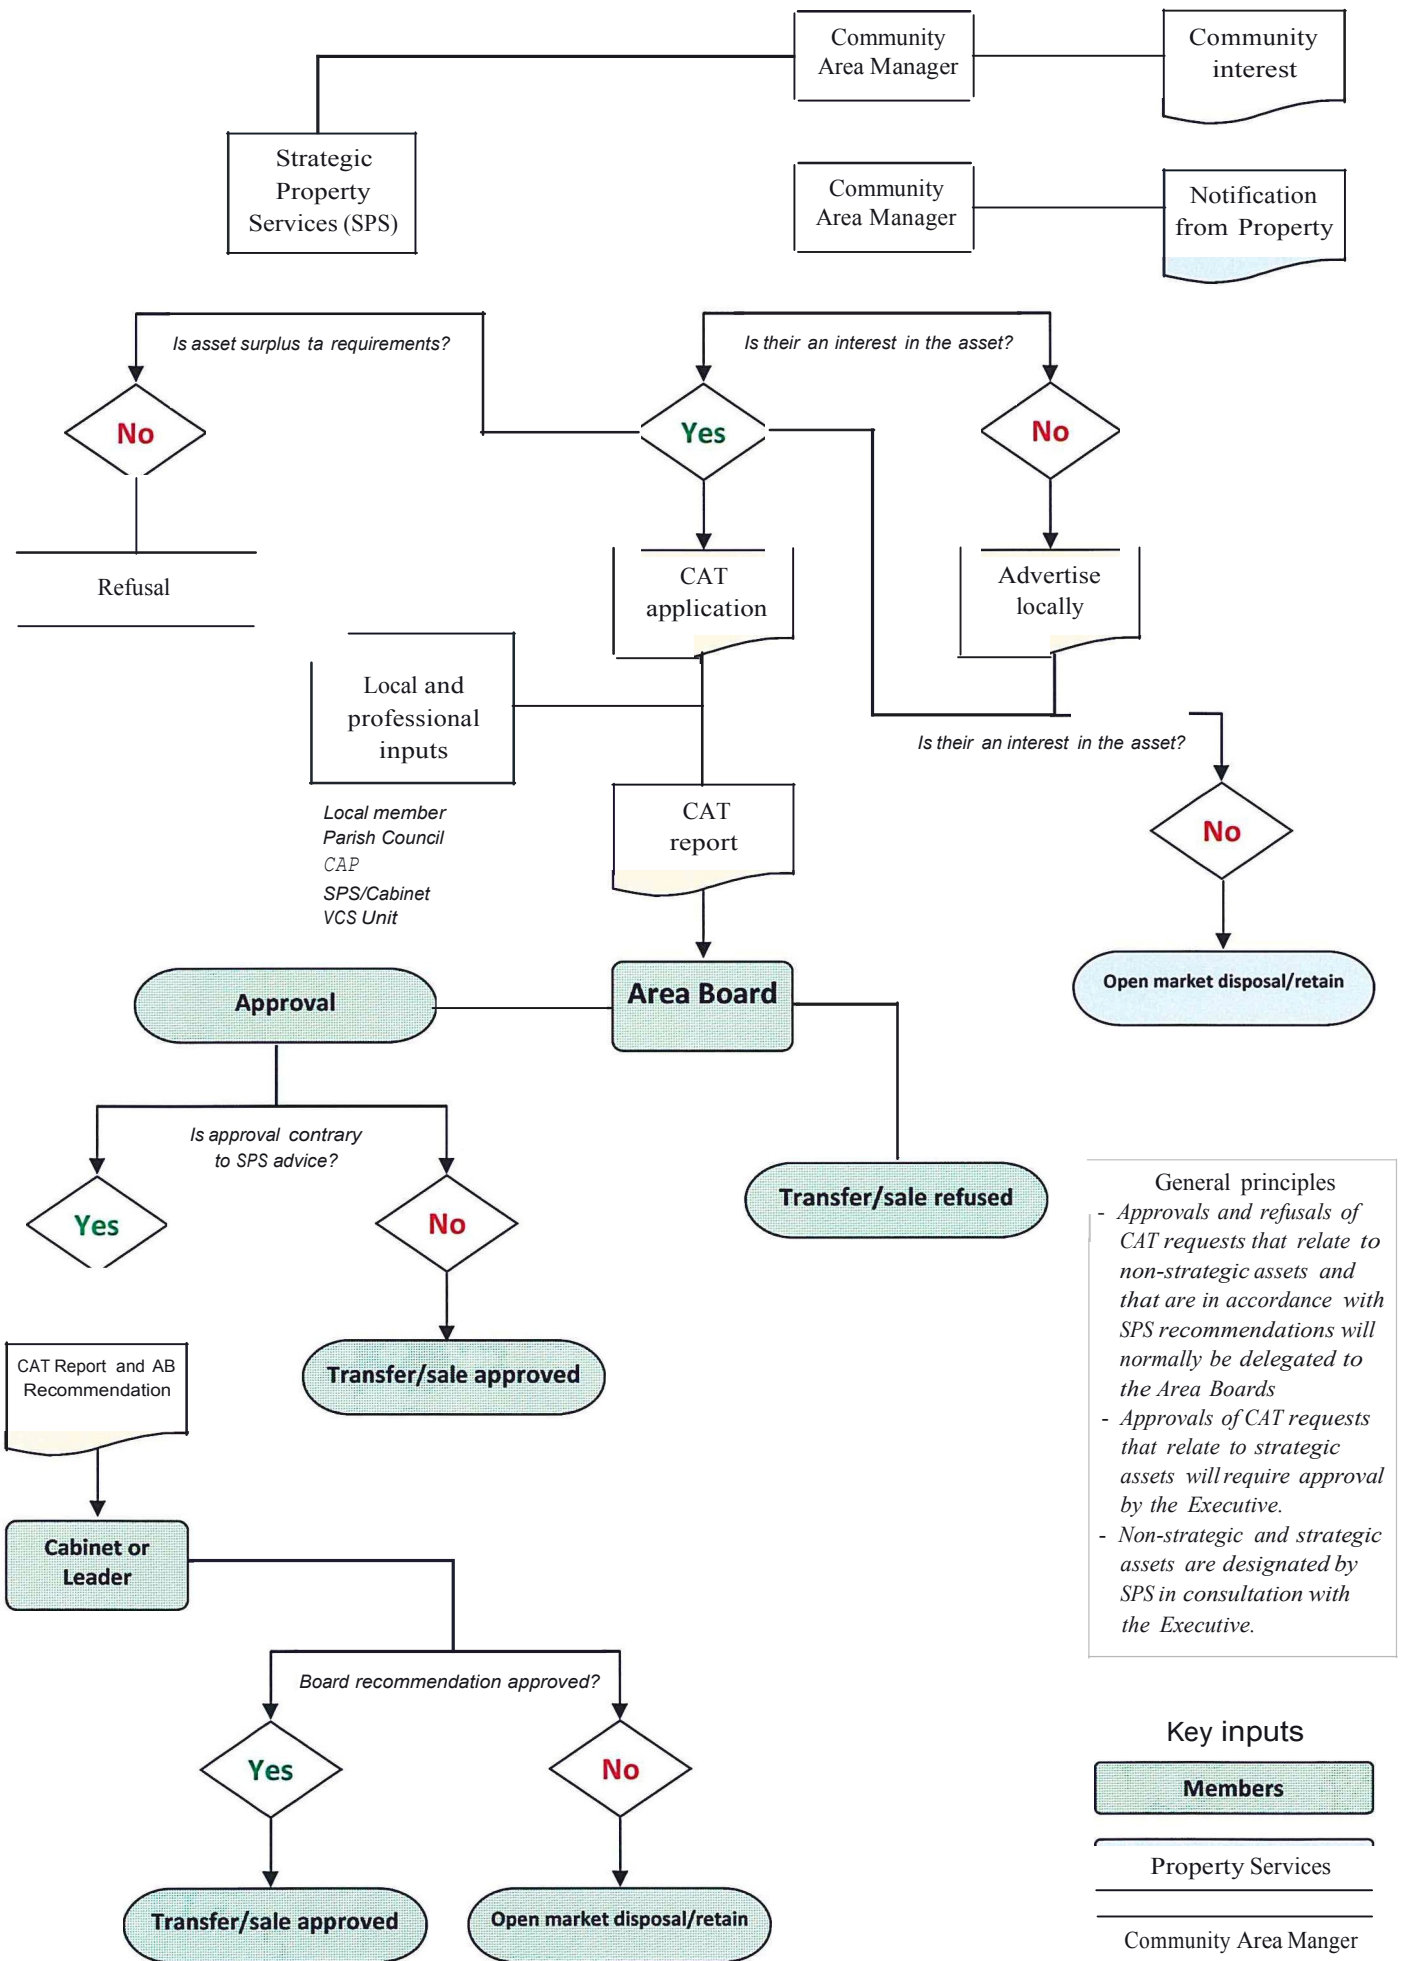 Community
Area Manager
Community
interest
Strategic
Property
Services (SPS)
Community
Area Manager
Notification
from Property
Is asset surplus ta requirements?
Is their an interest in the asset?
No
Yes
No
Refusal
CAT
application
Advertise
locally
Local and
professional
inputs
Is their an interest in the asset?
Local member
Parish Council
CAP
SPS/Cabinet
VCS Unit
CAT
report
No
Approval
Area Board
Open market disposal/retain
Is approval contrary
to SPS advice?
Yes
No
Transfer/sale refused
General principles
- Approvals and refusals of
CAT requests that relate to
non-strategic assets and
that are in accordance with
SPS recommendations will
normally be delegated to
the Area Boards
- Approvals of CAT requests
that relate to strategic
assets will require approval
by the Executive.
- Non-strategic and strategic
assets are designated by
SPS in consultation with
the Executive.
CAT Report and AB
Recommendation
Transfer/sale approved
Cabinet or
Leader
Board recommendation approved?
Yes
No
Transfer/sale approved
Open market disposal/retain
Key inputs
Members
Property Services
Community Area Manger